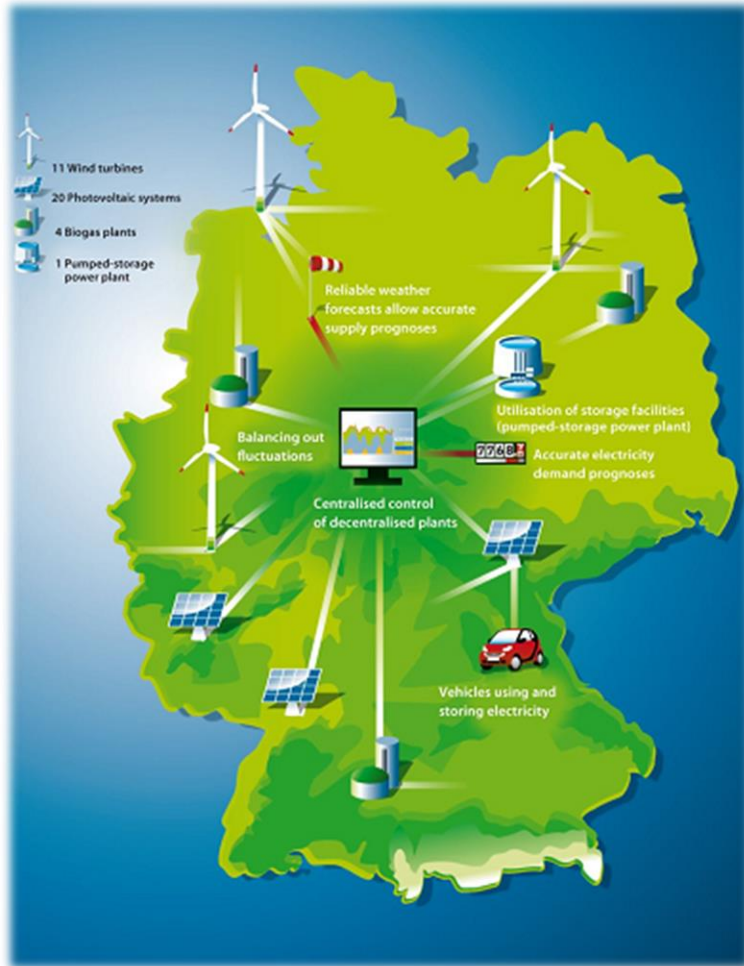 11 Wind turbines
20 Photovoltaic systems
4 Biogas plants
1 Pumped-storage
power plant
Reliable weather
forecasts allow accurate
supply prognoses
Utilisation of storage facilities
(pumped-storage power plant)
Balancing out
fluctuations
7768
Accurate electricity
demand prognoses
Centralised control
of decentralised plants
Vehicles using and
storing electricity